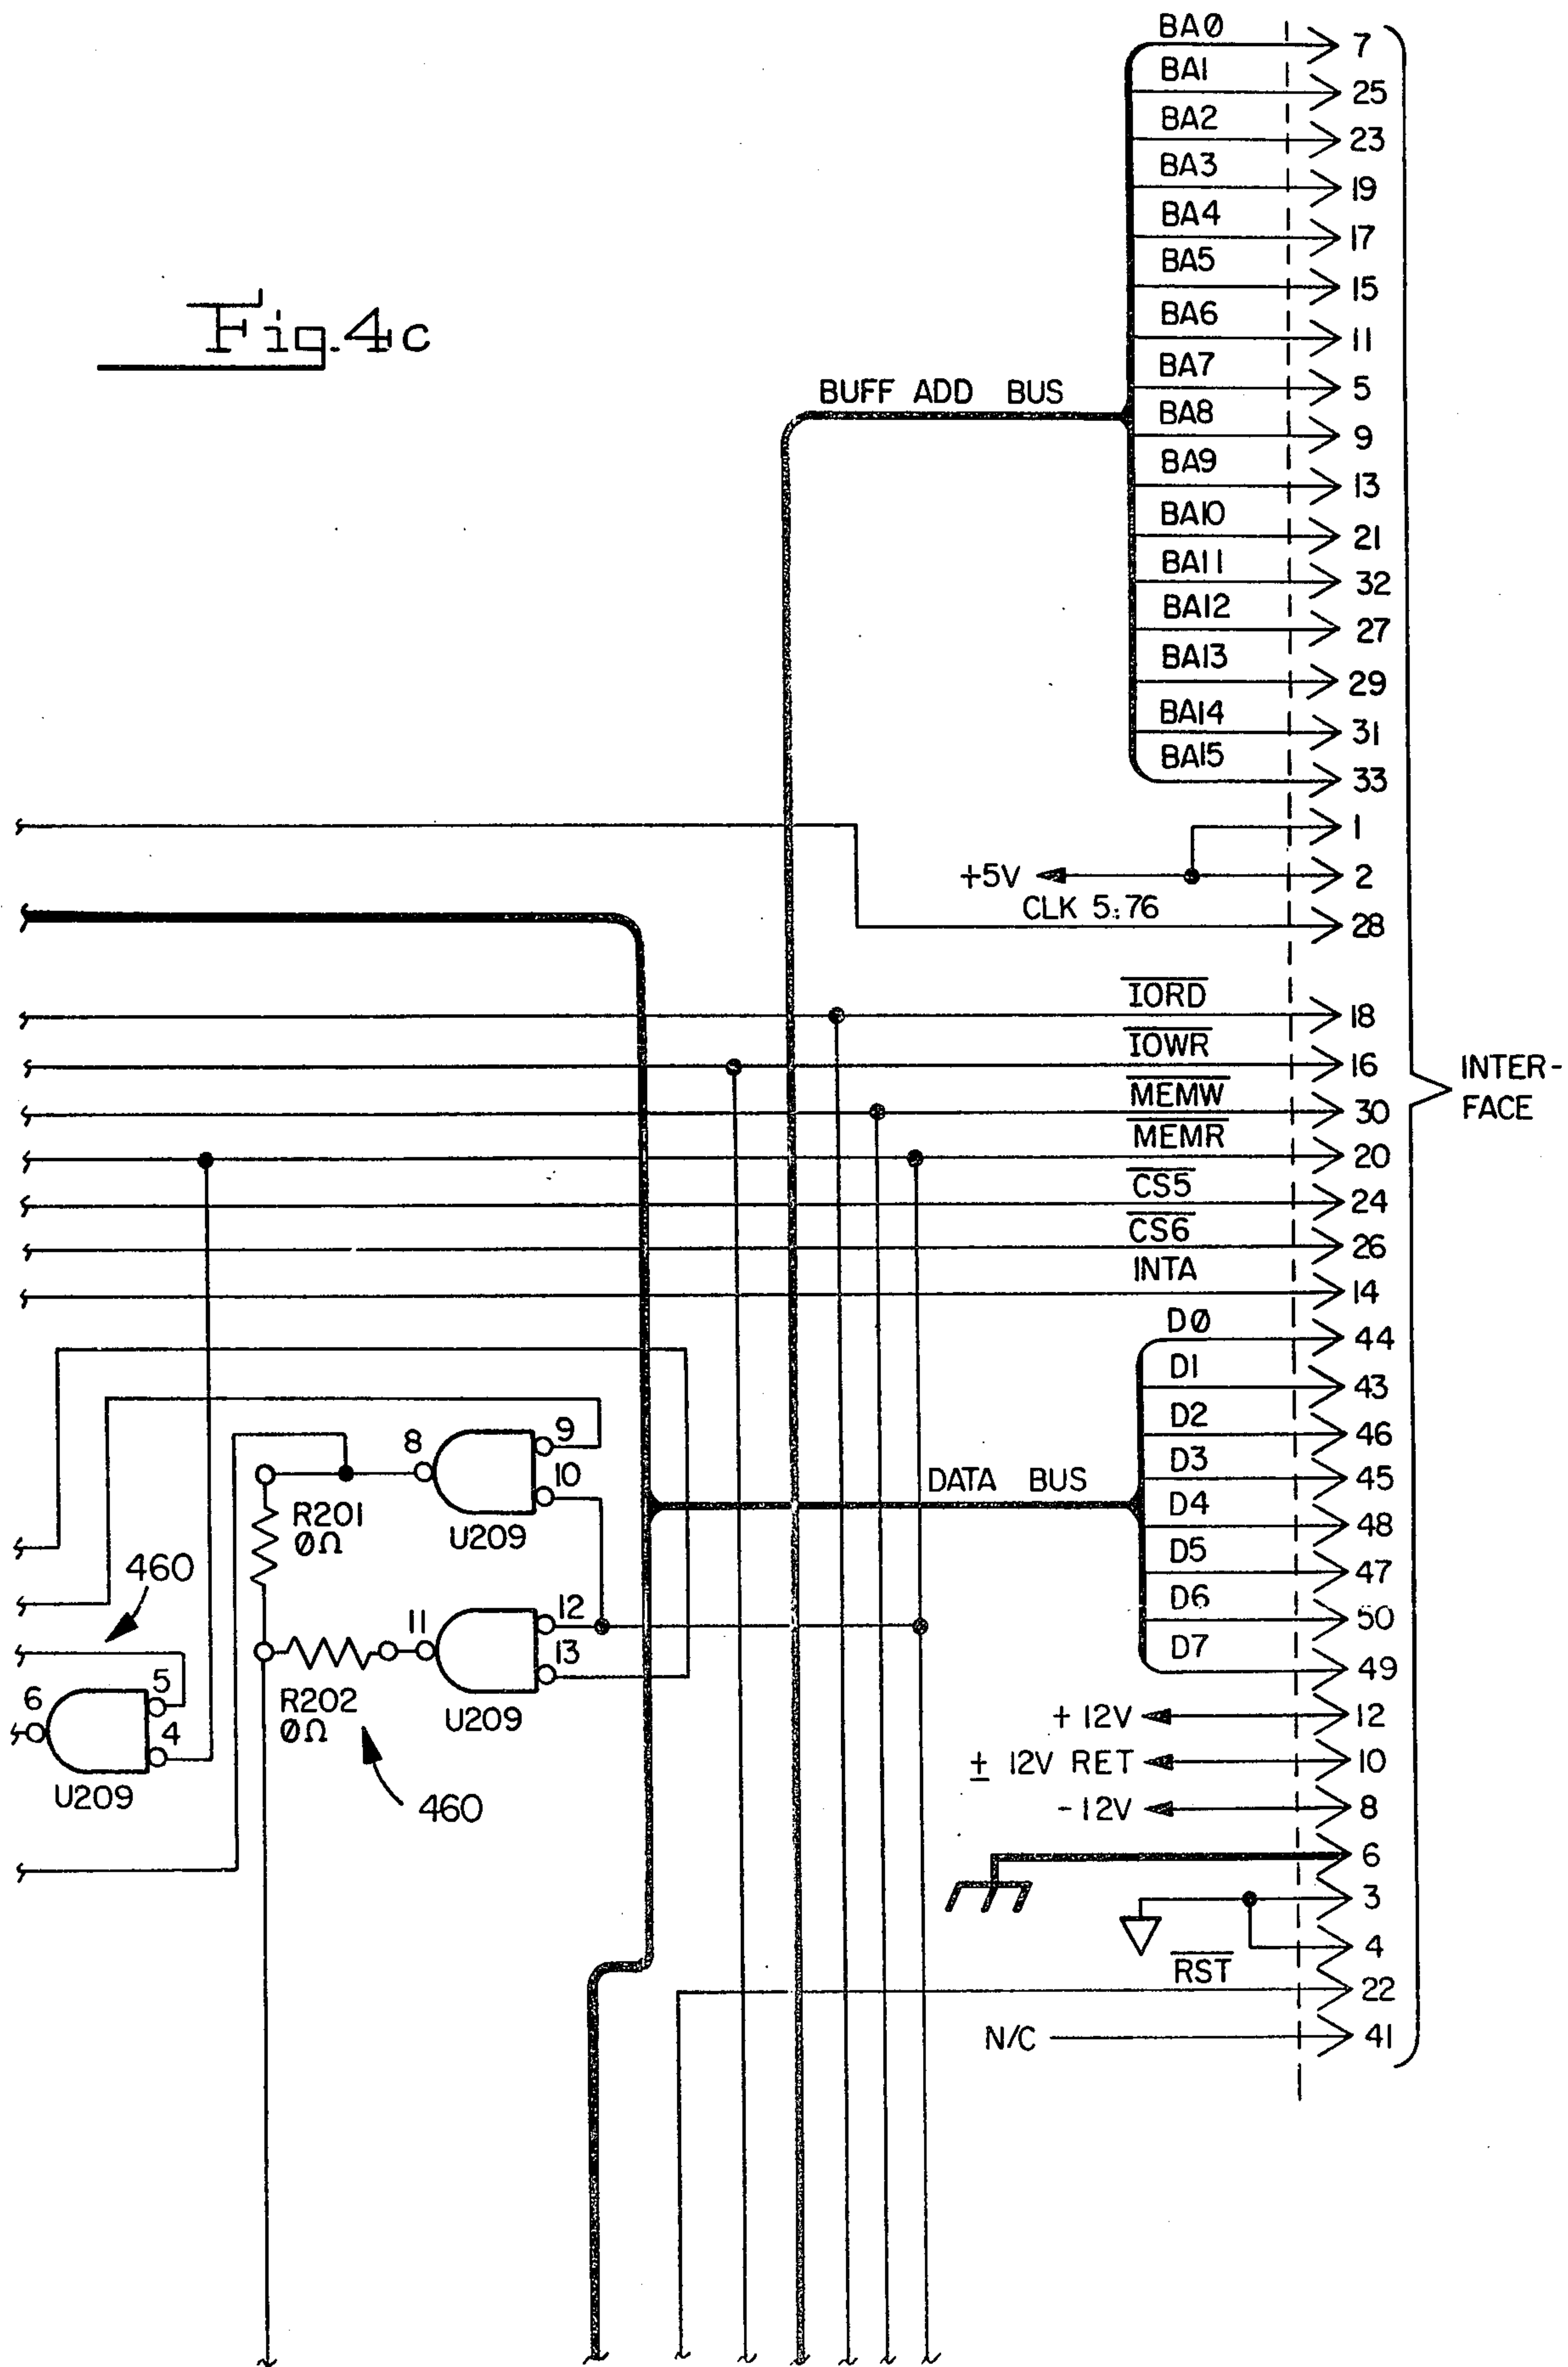 Fig. 4c
BUFF ADD BUS
BA0 7
BA1 25
BA2 23
BA3 19
BA4 17
BA5 15
BA6 11
BA7 5
BA8 9
BA9 13
BA10 21
BA11 32
BA12 27
BA13 29
BA14 31
BA15 33
1
+5V 2
CLK 5.76 28
IORD 18
IOWR 16
MEMW 30
MEMR 20
CS5 24
CS6 26
INTA 14
INTER-
FACE
DATA BUS
DØ 44
D1 43
D2 46
D3 45
D4 48
D5 47
D6 50
D7 49
+12V 12
± 12V RET 10
-12V 8
6
3
4
RST 22
N/C 41
8
9
10
U209
R201
ØΩ
460
11
12
13
U209
R202
ØΩ
460
6
5
4
U209